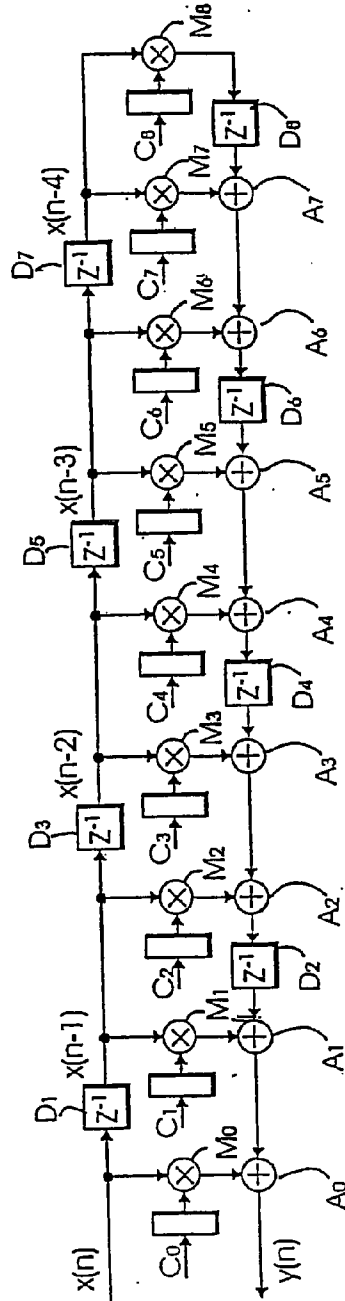 x(n) D1 x(n-1) D3 x(n-2) D5 x(n-3) D7 x(n-4)
Z-1 Z-1 Z-1 Z-1
C0 M0 C1 M1 C2 M2 C3 M3 C4 M4 C5 M5 C6 M6 C7 M7 C8 M8
y(n) Z-1 Z-1 Z-1 Z-1
A0 A1 D2 A2 A3 D4 A4 A5 D6 A6 A7 D8